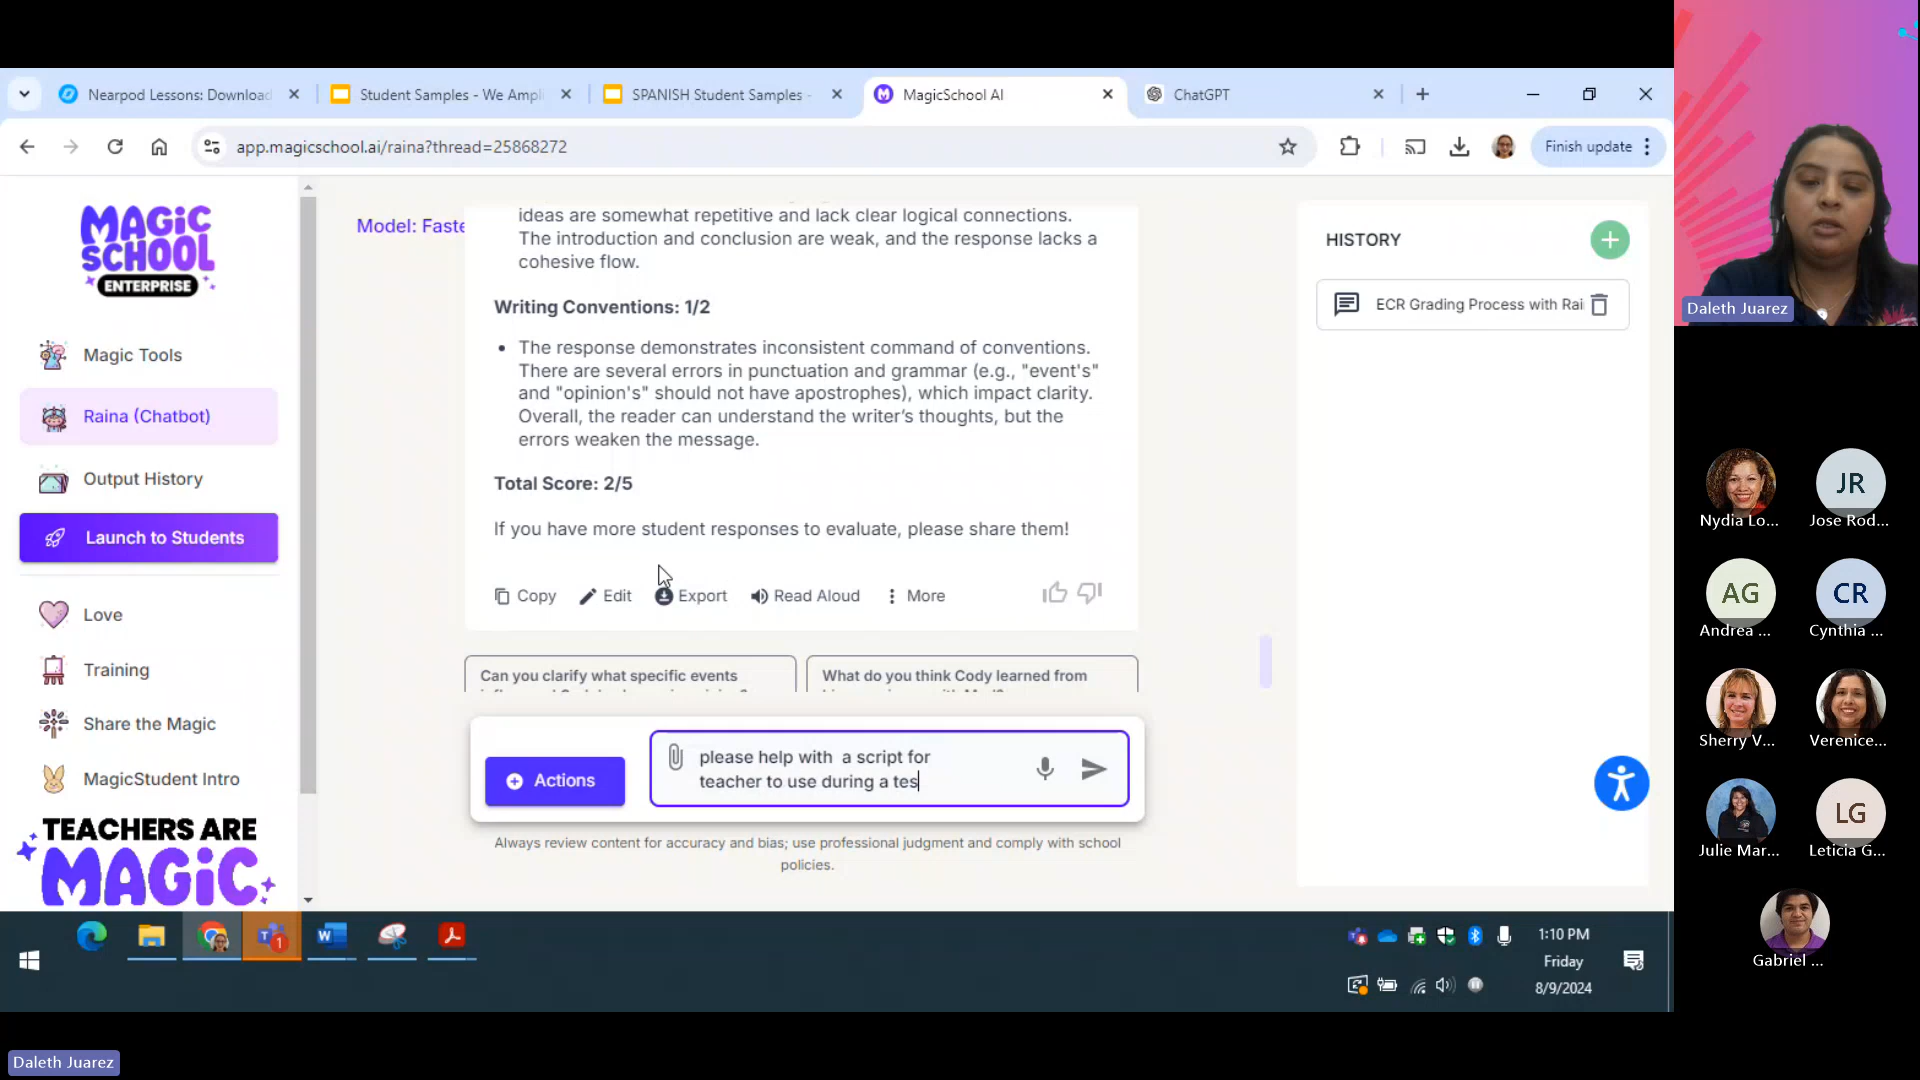 Nearpod Lessons: Download
Student Samples - We Ampl
SPANISH Student Samples -
MagicSchool AI
ChatGPT
app.magicschool.ai/raina?thread=25868272
Finish update
MAGIC
SCHOOL
ENTERPRISE
Magic Tools
Raina (Chatbot)
Output History
Launch to Students
Love
Training
Share the Magic
MagicStudent Intro
TEACHERS ARE
MAGIC
Model: Faste
ideas are somewhat repetitive and lack clear logical connections.
The introduction and conclusion are weak, and the response lacks a
cohesive flow.
Writing Conventions: 1/2
• The response demonstrates inconsistent command of conventions.
There are several errors in punctuation and grammar (e.g., "event's"
and "opinion's" should not have apostrophes), which impact clarity.
Overall, the reader can understand the writer's thoughts, but the
errors weaken the message.
Total Score: 2/5
If you have more student responses to evaluate, please share them!
Copy
Edit
Export
Read Aloud
More
Can you clarify what specific events
What do you think Cody learned from
Actions
please help with  a script for
teacher to use during a tes
Always review content for accuracy and bias; use professional judgment and comply with school
policies.
HISTORY
ECR Grading Process with Rai
1:10 PM
Friday
8/9/2024
Daleth Juarez
Nydia Lo...
JR
Jose Rod...
AG
Andrea ...
CR
Cynthia ...
Sherry V...
Verenice...
Julie Mar...
LG
Leticia G...
Gabriel ...
Daleth Juarez